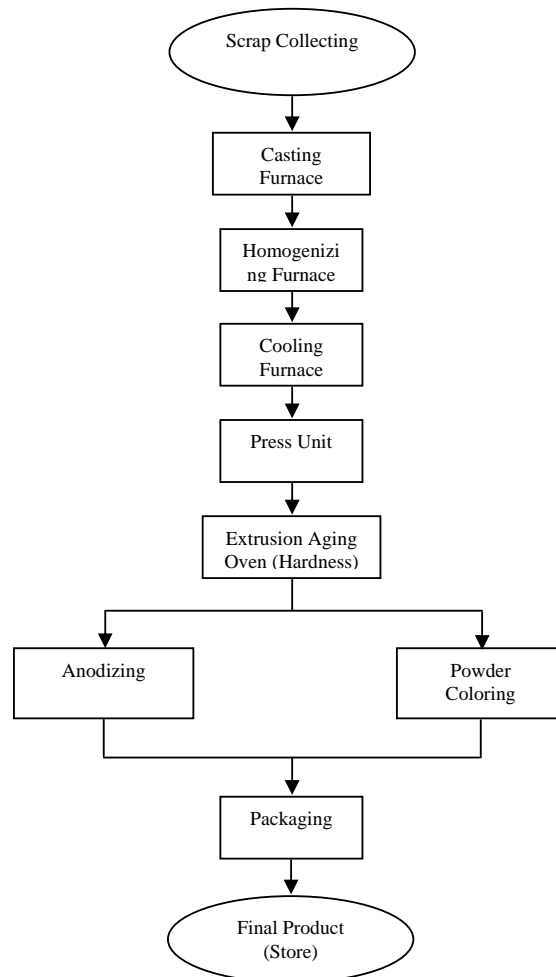 Scrap Collecting
Casting
Furnace
Homogenizi
ng Furnace
Cooling
Furnace
Press Unit
Extrusion Aging
Oven (Hardness)
Anodizing
Powder
Coloring
Packaging
Final Product
(Store)